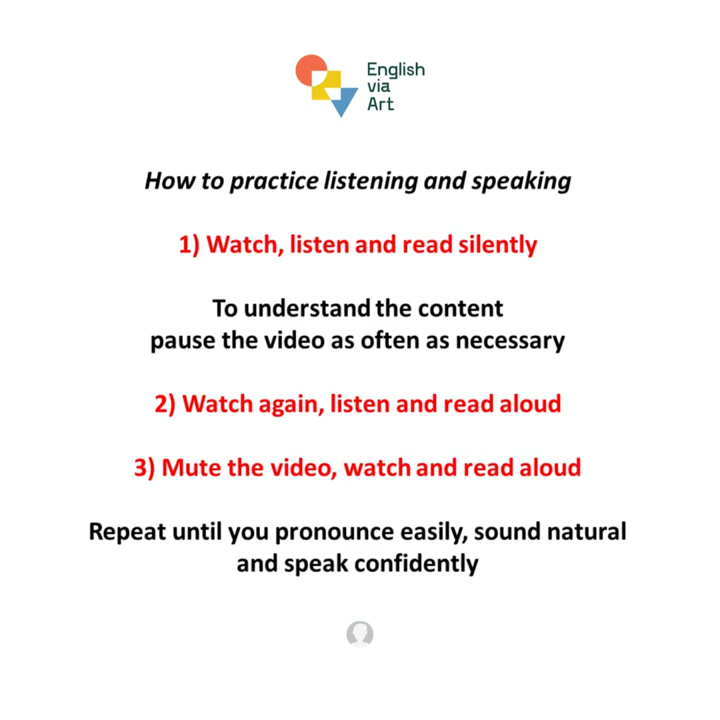 English
via
Art
How to practice listening and speaking
1) Watch, listen and read silently
To understand the content
pause the video as often as necessary
2) Watch again, listen and read aloud
3) Mute the video, watch and read aloud
Repeat until you pronounce easily, sound natural
and speak confidently